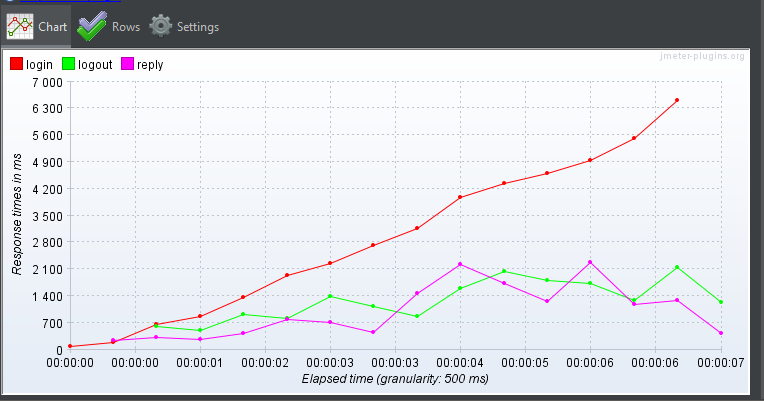 Chart Rows Settings
jmeter-plugins.org
login logout reply
7 000
6 300
5 600
4 900
4 200
3 500
2 800
2 100
1 400
700
0
Response times in ms
00:00:00 00:00:00 00:00:01 00:00:02 00:00:03 00:00:03 00:00:04 00:00:05 00:00:06 00:00:06 00:00:07
Elapsed time (granularity: 500 ms)